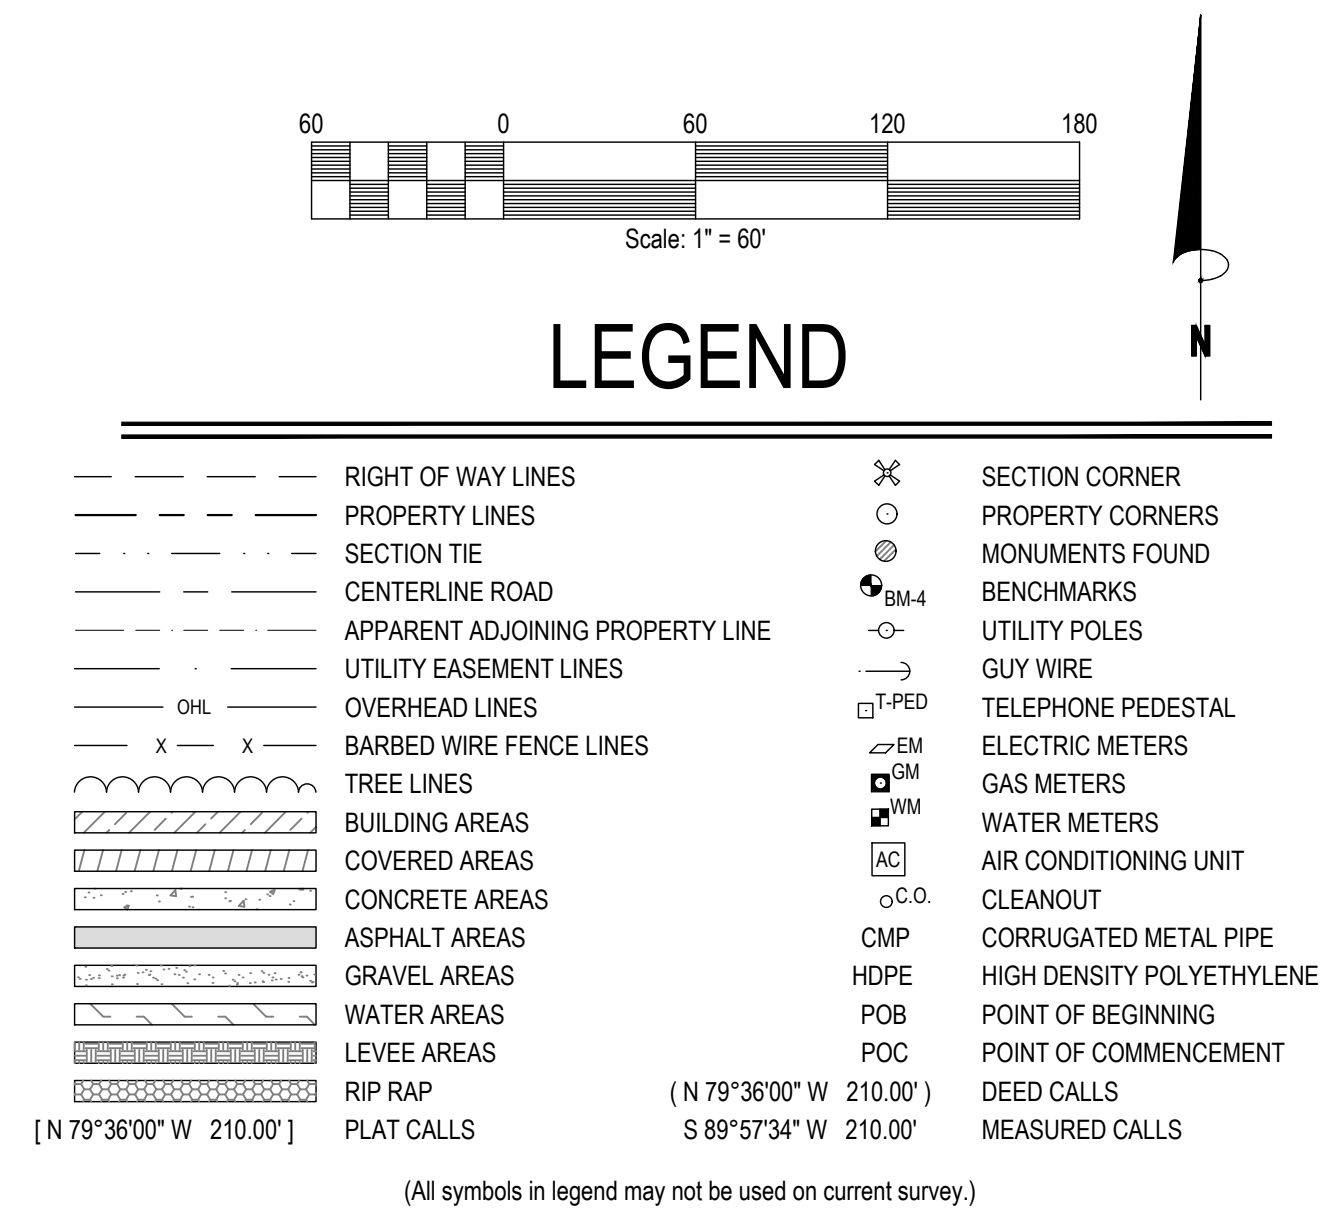 60 0 60 120 180
Scale: 1" = 60'
N
LEGEND
RIGHT OF WAY LINES
PROPERTY LINES
SECTION TIE
CENTERLINE ROAD
APPARENT ADJOINING PROPERTY LINE
UTILITY EASEMENT LINES
OHL OVERHEAD LINES
X X BARBED WIRE FENCE LINES
TREE LINES
BUILDING AREAS
COVERED AREAS
CONCRETE AREAS
ASPHALT AREAS
GRAVEL AREAS
WATER AREAS
LEVEE AREAS
RIP RAP
[ N 79°36'00" W 210.00' ] PLAT CALLS
SECTION CORNER
PROPERTY CORNERS
MONUMENTS FOUND
BM-4 BENCHMARKS
UTILITY POLES
GUY WIRE
T-PED TELEPHONE PEDESTAL
EM ELECTRIC METERS
GM GAS METERS
WM WATER METERS
AC AIR CONDITIONING UNIT
C.O. CLEANOUT
CMP CORRUGATED METAL PIPE
HDPE HIGH DENSITY POLYETHYLENE
POB POINT OF BEGINNING
POC POINT OF COMMENCEMENT
( N 79°36'00" W 210.00' ) DEED CALLS
S 89°57'34" W 210.00' MEASURED CALLS
(All symbols in legend may not be used on current survey.)